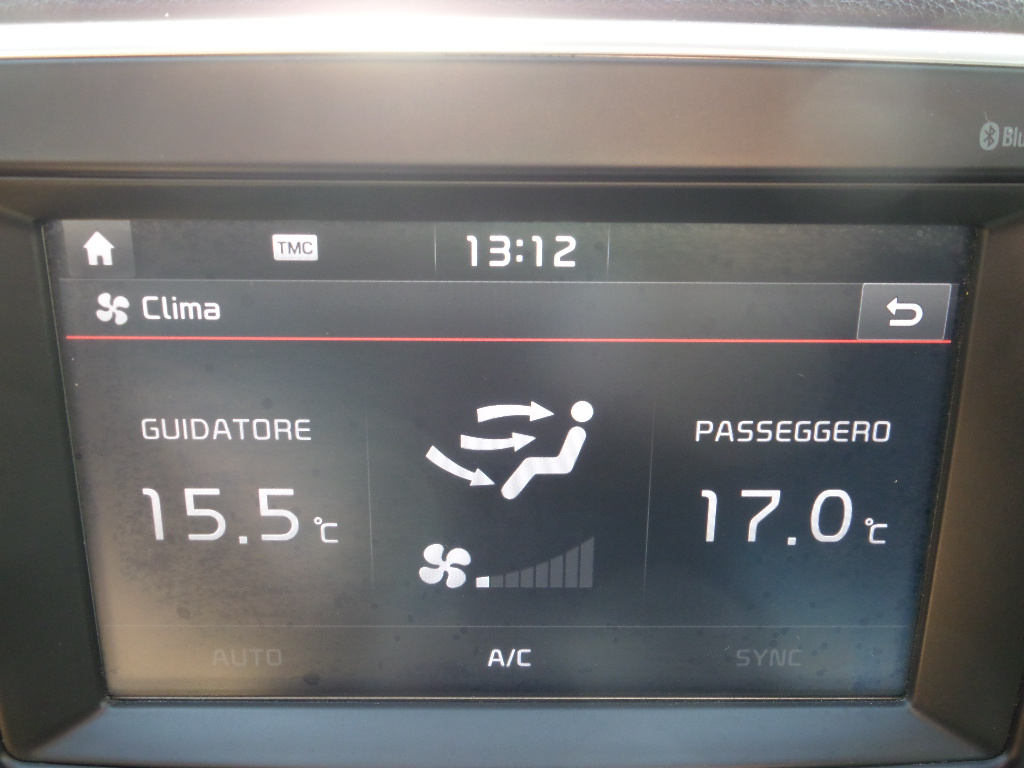 TMC 13:12
Clima
GUIDATORE PASSEGGERO
15.5°C 17.0°C
AUTO A/C SYNC